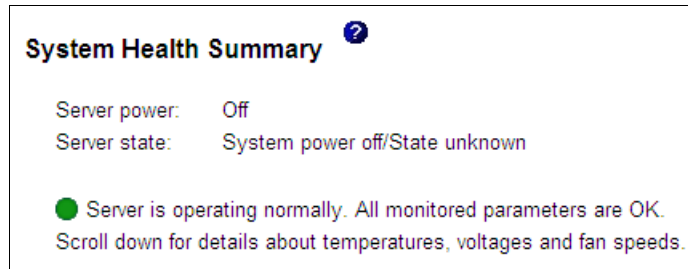 System Health Summary ?
Server power: Off
Server state: System power off/State unknown
Server is operating normally. All monitored parameters are OK.
Scroll down for details about temperatures, voltages and fan speeds.